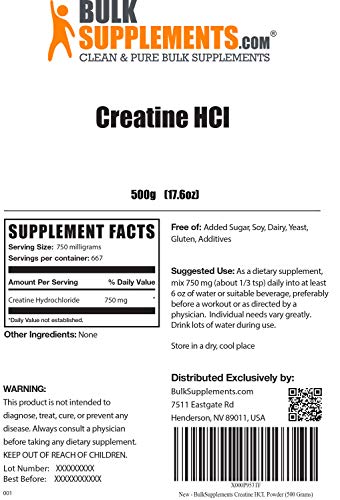 BULK
SUPPLEMENTS.COM®
CLEAN & PURE BULK SUPPLEMENTS
Creatine HCl
500g (17.6oz)
SUPPLEMENT FACTS
Serving Size: 750 milligrams
Servings per container: 667
Amount Per Serving % Daily Value
Creatine Hydrochloride 750 mg *
*Daily Value not established.
Other Ingredients: None
Free of: Added Sugar, Soy, Dairy, Yeast,
Gluten, Additives
Suggested Use: As a dietary supplement,
mix 750 mg (about 1/3 tsp) daily into at least
6 oz of water or suitable beverage, preferably
before a workout or as directed by a
physician. Individual needs vary greatly.
Drink lots of water during use.
Store in a dry, cool place
WARNING:
This product is not intended to
diagnose, treat, cure, or prevent any
disease. Always consult a physician
before taking any dietary supplement.
KEEP OUT OF REACH OF CHILDREN.
Lot Number: XXXXXXXXX
Best Before: XXXXXXXXXXX
001
Distributed Exclusively by:
BulkSupplements.com
7511 Eastgate Rd
Henderson, NV 89011, USA
New - BulkSupplements Creatine HCL Powder (500 Grams)